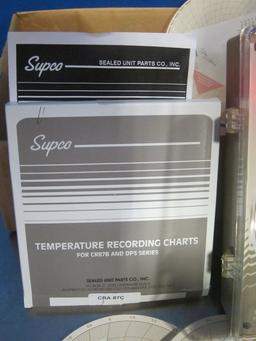 Supco
SEALED UNIT PARTS CO., INC.
Supco
TEMPERATURE RECORDING CHARTS
FOR CR87B AND DPS SERIES
SEALED UNIT PARTS CO., INC.
CRA-87C